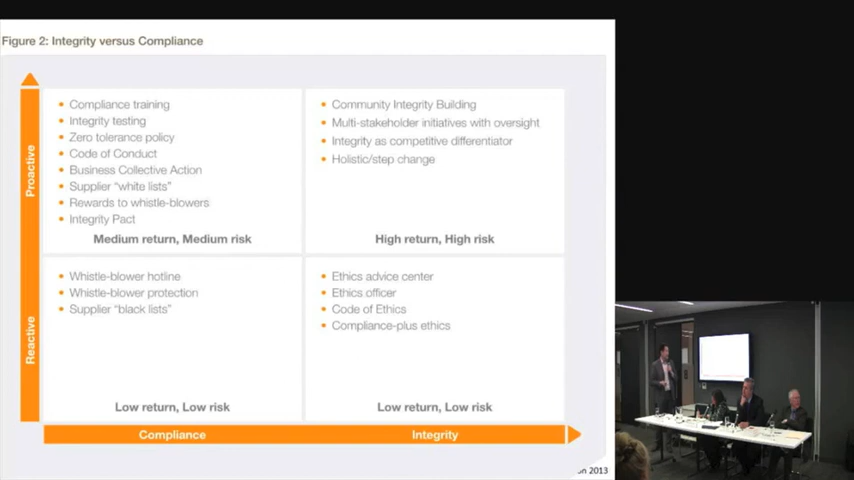 Figure 2: Integrity versus Compliance
Proactive
Compliance training
Integrity testing
Zero tolerance policy
Code of Conduct
Business Collective Action
Supplier “white lists”
Rewards to whistle-blowers
Integrity Pact
Medium return, Medium risk
Community Integrity Building
Multi-stakeholder initiatives with oversight
Integrity as competitive differentiator
Holistic/step change
High return, High risk
Reactive
Whistle-blower hotline
Whistle-blower protection
Supplier “black lists”
Low return, Low risk
Ethics advice center
Ethics officer
Code of Ethics
Compliance-plus ethics
Low return, Low risk
Compliance
Integrity
2013